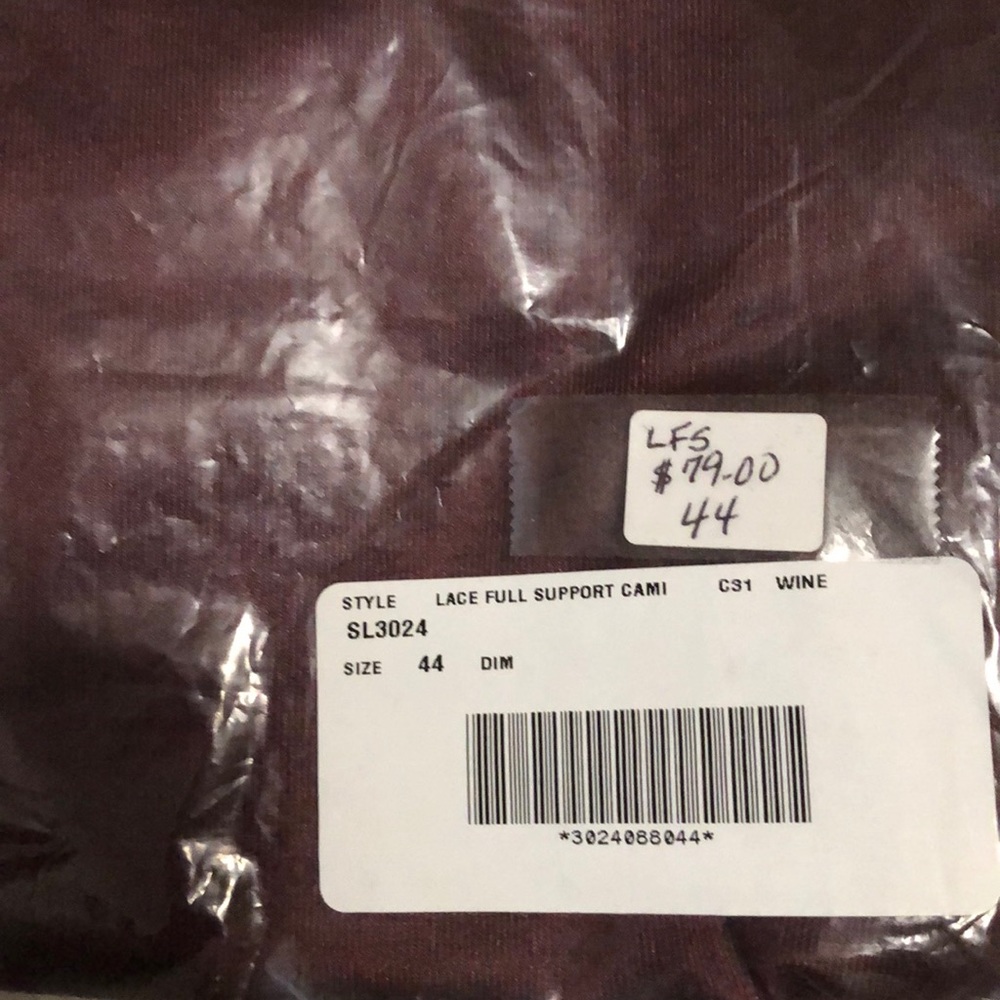 LFS
$79.00
44
STYLE LACE FULL SUPPORT CAMI C31 WINE
SL3024
SIZE 44 DIM
*3024088044*